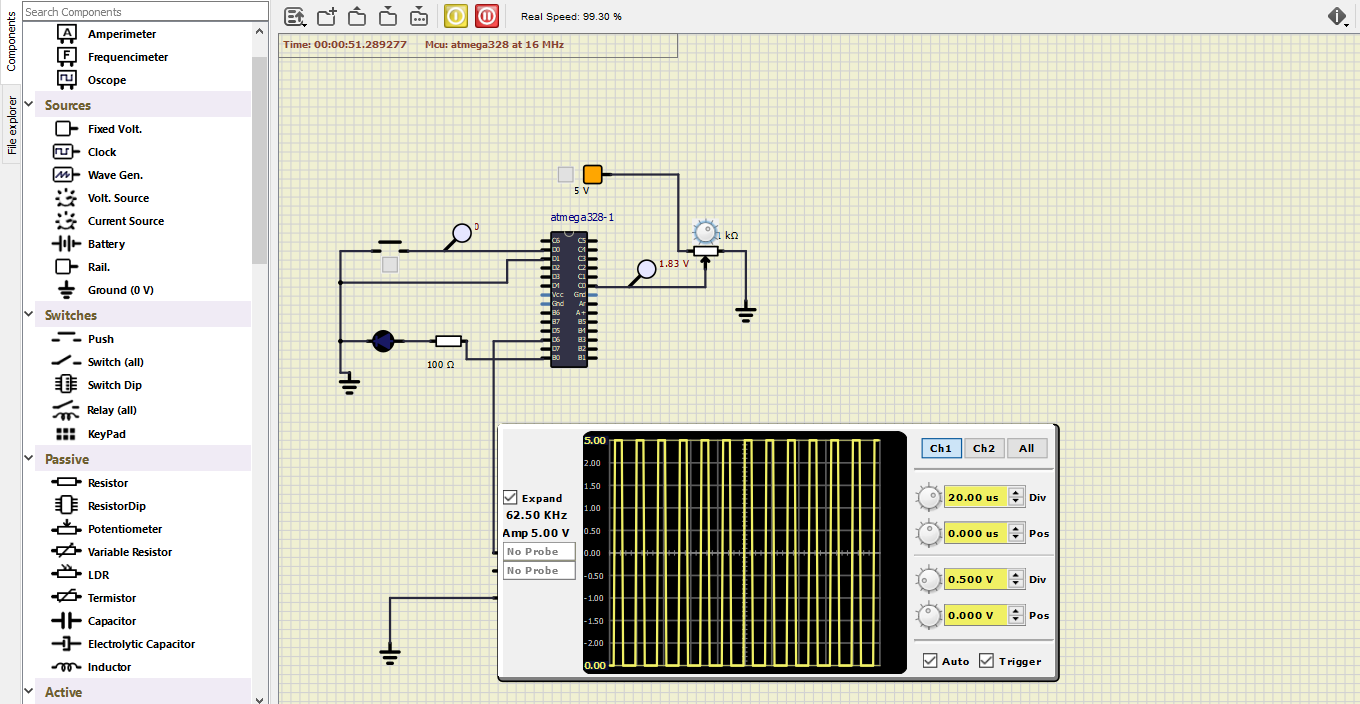 Components
File explorer
Search Components
Amperimeter
Frequencimeter
Oscope
Sources
Fixed Volt.
Clock
Wave Gen.
Volt. Source
Current Source
Battery
Rail.
Ground (0 V)
Switches
Push
Switch (all)
Switch Dip
Relay (all)
KeyPad
Passive
Resistor
ResistorDip
Potentiometer
Variable Resistor
LDR
Termistor
Capacitor
Electrolytic Capacitor
Inductor
Active
Real Speed: 99.30 %
Time: 00:00:51.289277 Mcu: atmega328 at 16 MHz
5 V
atmega328-1
0
1 kΩ
1.83 V
100 Ω
C6 C5
D0 C4
D1 C3
D2 C2
D3 C1
D4 C0
Vcc Gnd
Gnd Ar
B6 A+
B7 B5
D5 B4
D6 B3
D7 B2
B0 B1
Expand
62.50 KHz
Amp 5.00 V
No Probe
No Probe
5.00
2.00
1.50
1.00
0.50
0.00
-0.50
-1.00
-1.50
-2.00
0.00
Ch1 Ch2 All
20.00 us Div
0.000 us Pos
0.500 V Div
0.000 V Pos
Auto Trigger